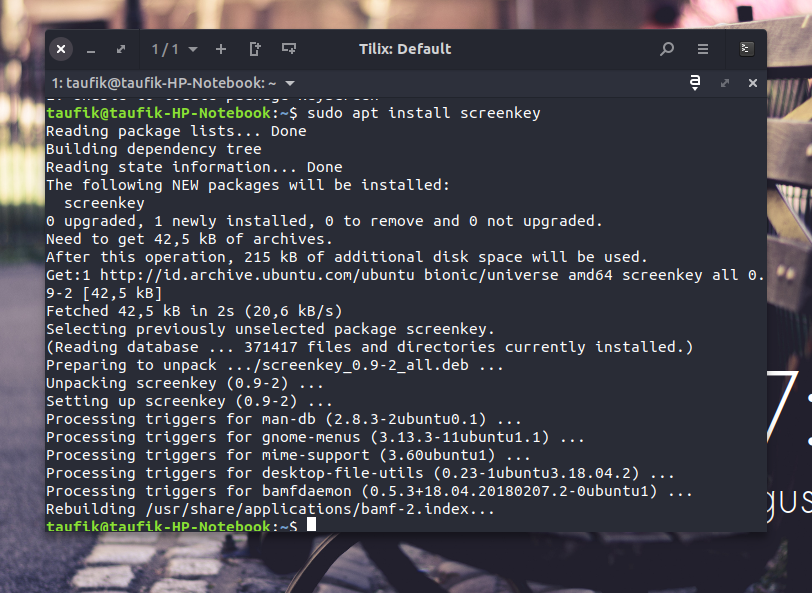 1 / 1
Tilix: Default
1: taufik@taufik-HP-Notebook: ~
a
taufik@taufik-HP-Notebook:~$ sudo apt install screenkey
Reading package lists... Done
Building dependency tree
Reading state information... Done
The following NEW packages will be installed:
  screenkey
0 upgraded, 1 newly installed, 0 to remove and 0 not upgraded.
Need to get 42,5 kB of archives.
After this operation, 215 kB of additional disk space will be used.
Get:1 http://id.archive.ubuntu.com/ubuntu bionic/universe amd64 screenkey all 0.
9-2 [42,5 kB]
Fetched 42,5 kB in 2s (20,6 kB/s)
Selecting previously unselected package screenkey.
(Reading database ... 371417 files and directories currently installed.)
Preparing to unpack .../screenkey_0.9-2_all.deb ...
Unpacking screenkey (0.9-2) ...
Setting up screenkey (0.9-2) ...
Processing triggers for man-db (2.8.3-2ubuntu0.1) ...
Processing triggers for gnome-menus (3.13.3-11ubuntu1.1) ...
Processing triggers for mime-support (3.60ubuntu1) ...
Processing triggers for desktop-file-utils (0.23-1ubuntu3.18.04.2) ...
Processing triggers for bamfdaemon (0.5.3+18.04.20180207.2-0ubuntu1) ...
Rebuilding /usr/share/applications/bamf-2.index...
taufik@taufik-HP-Notebook:~$
7:
gus